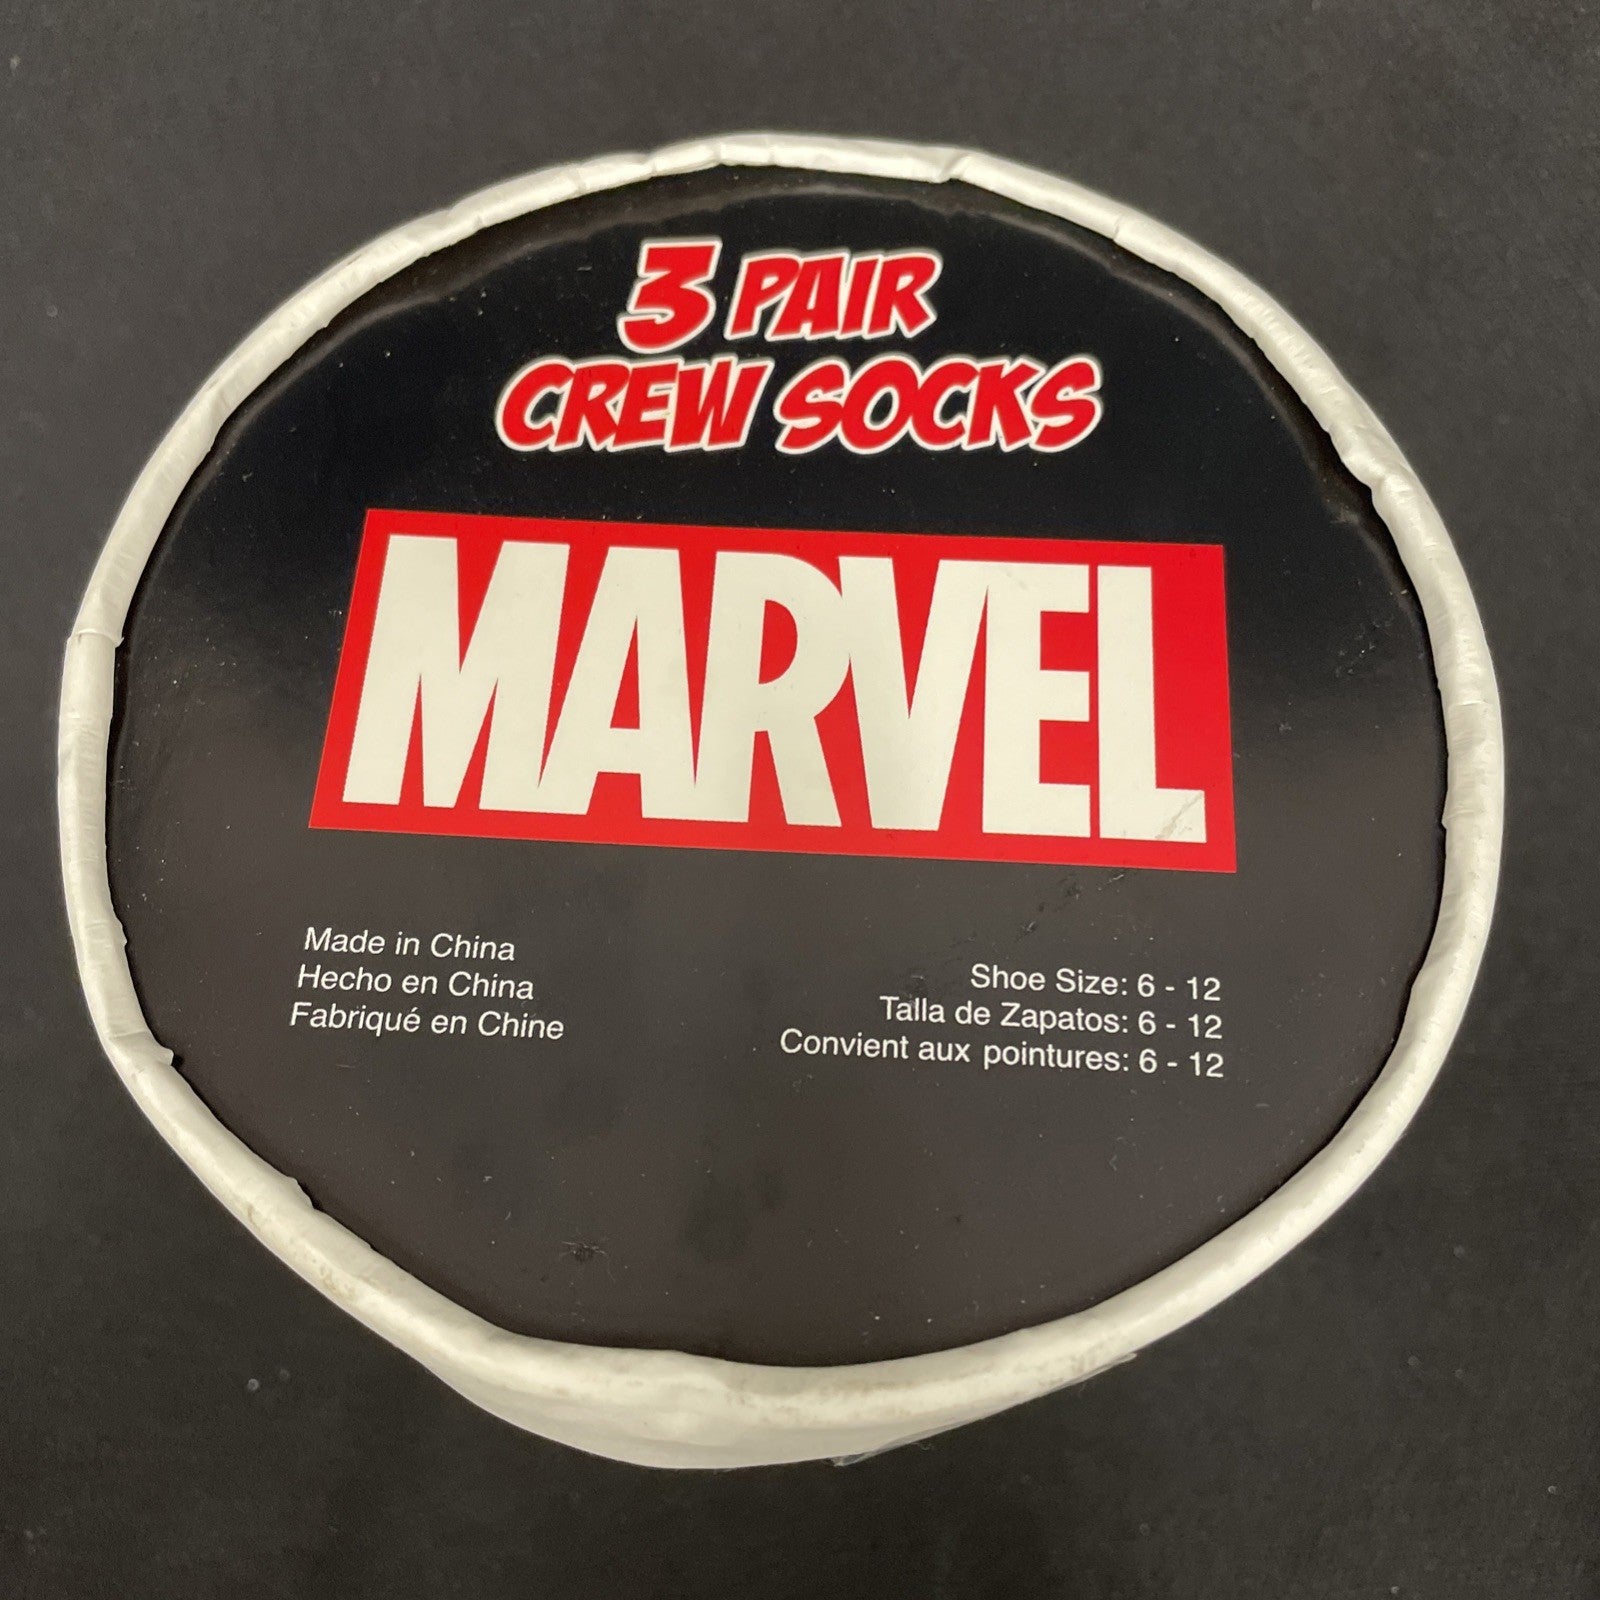 3 PAIR
CREW SOCKS
MARVEL
Made in China
Hecho en China
Fabriqué en Chine
Shoe Size: 6 - 12
Talla de Zapatos: 6 - 12
Convient aux pointures: 6 - 12